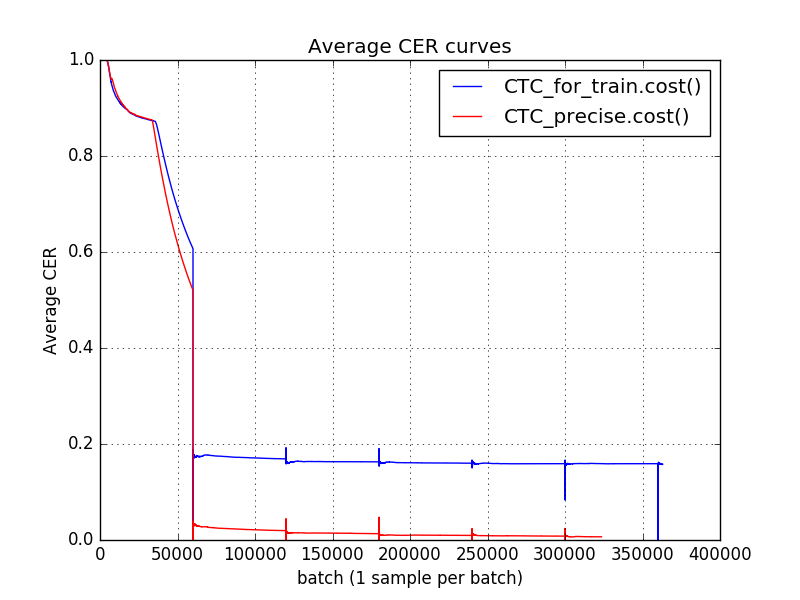 Average CER curves
CTC_for_train.cost()
CTC_precise.cost()
1.0
0.8
0.6
0.4
0.2
0.0
Average CER
0 50000 100000 150000 200000 250000 300000 350000 400000
batch (1 sample per batch)